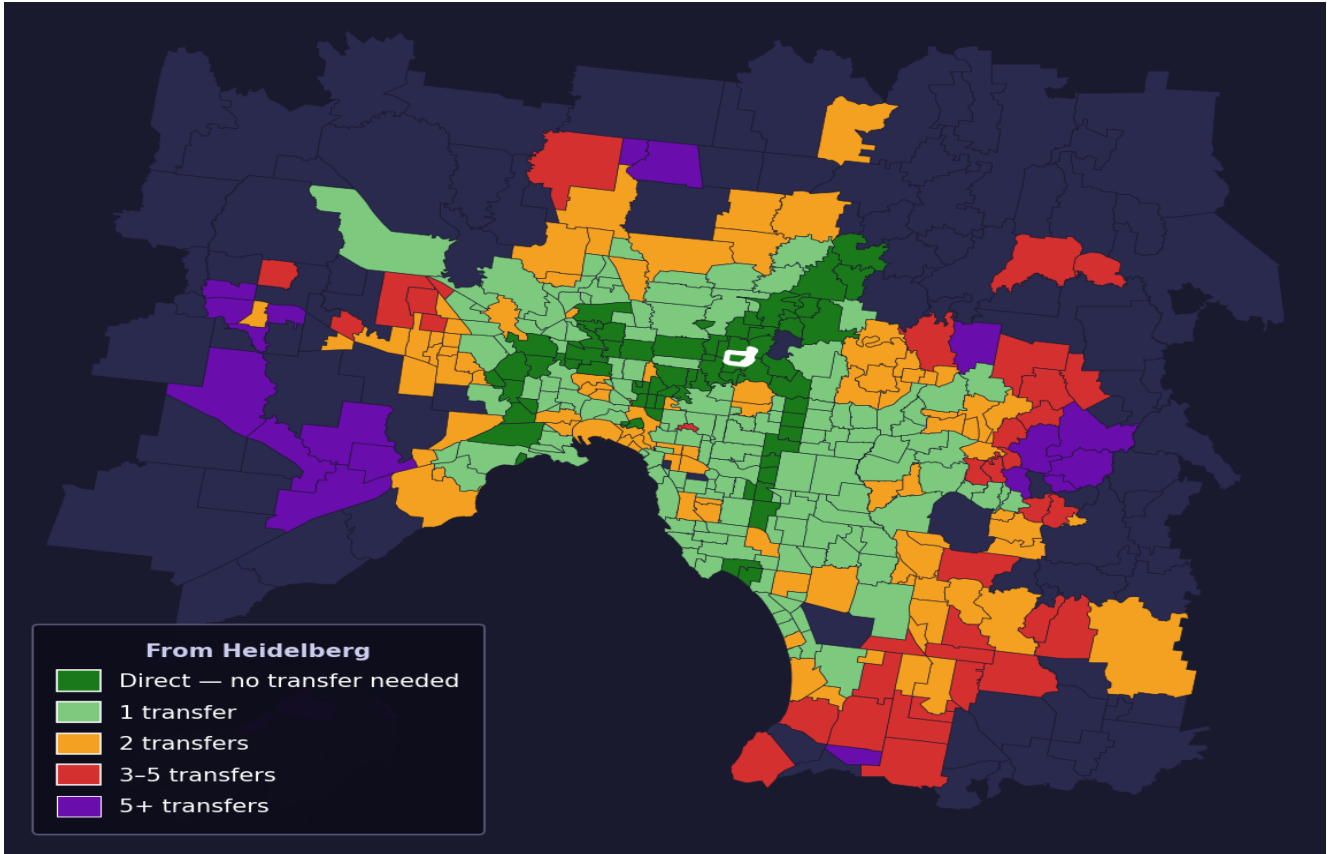 From Heidelberg
Direct — no transfer needed
1 transfer
2 transfers
3–5 transfers
5+ transfers